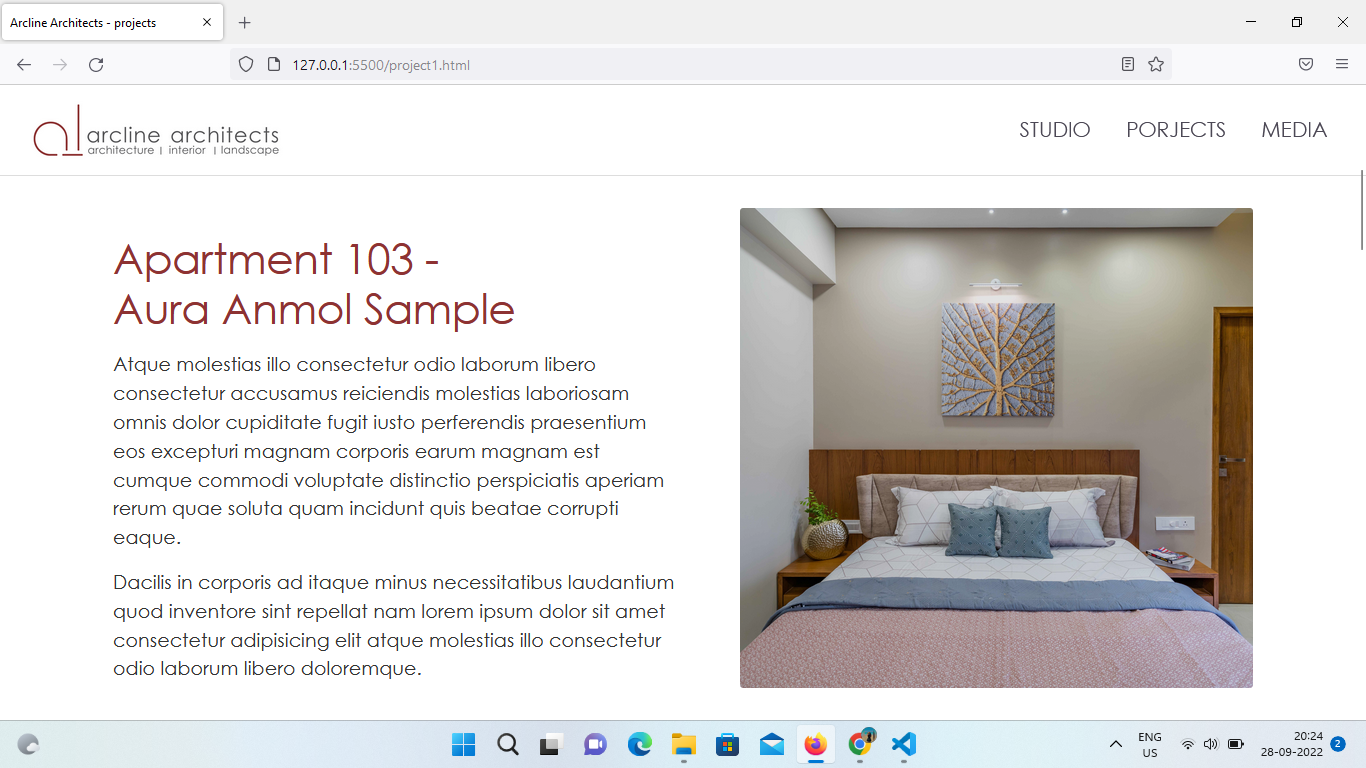 Arcline Architects - projects
127.0.0.1:5500/project1.html
al arcline architects
architecture | interior | landscape
STUDIO PORJECTS MEDIA
Apartment 103 -
Aura Anmol Sample
Atque molestias illo consectetur odio laborum libero
consectetur accusamus reiciendis molestias laboriosam
omnis dolor cupiditate fugit iusto perferendis praesentium
eos excepturi magnam corporis earum magnam est
cumque commodi voluptate distinctio perspiciatis aperiam
rerum quae soluta quam incidunt quis beatae corrupti
eaque.
Dacilis in corporis ad itaque minus necessitatibus laudantium
quod inventore sint repellat nam lorem ipsum dolor sit amet
consectetur adipisicing elit atque molestias illo consectetur
odio laborum libero doloremque.
ENG
US
20:24
28-09-2022
2